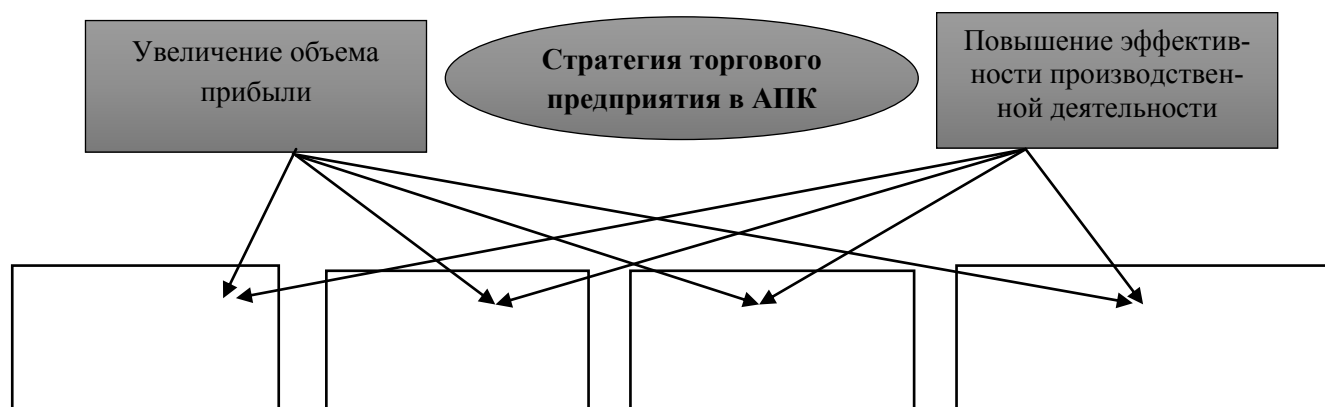 Увеличение объема
прибыли
Стратегия торгового
предприятия в АПК
Повышение эффектив-
ности производствен-
ной деятельности